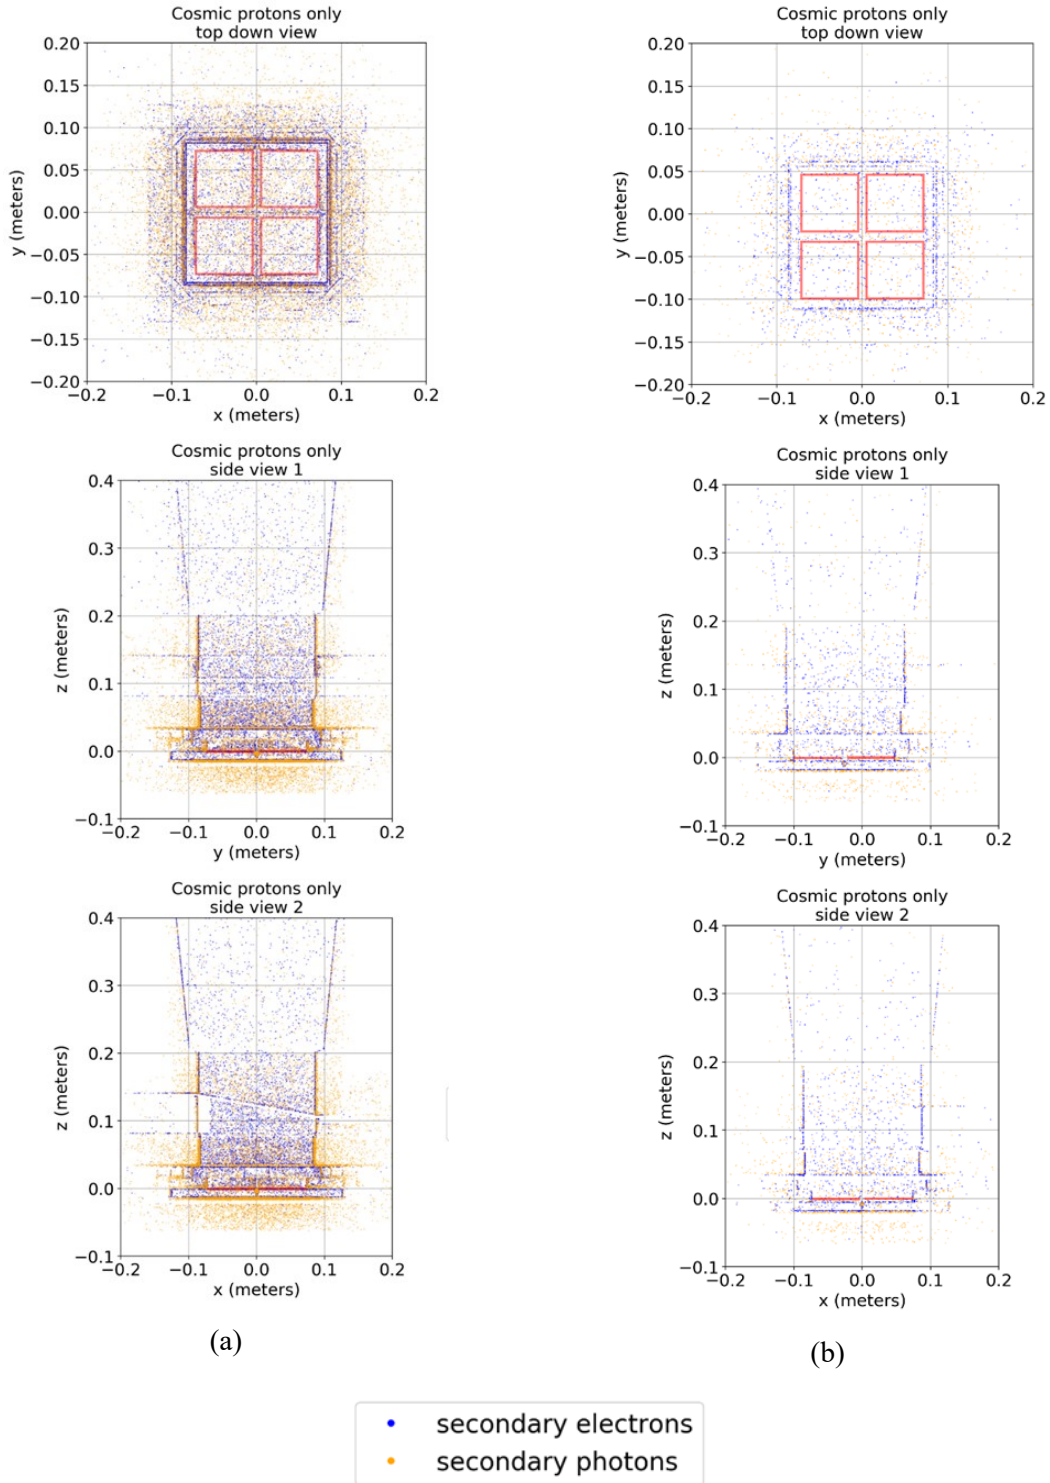 Cosmic protons only
top down view
0.20
0.15
0.10
0.05
0.00
−0.05
−0.10
−0.15
−0.20
y (meters)
−0.2
−0.1
0.0
0.1
0.2
x (meters)
Cosmic protons only
top down view
0.20
0.15
0.10
0.05
0.00
−0.05
−0.10
−0.15
−0.20
y (meters)
−0.2
−0.1
0.0
0.1
0.2
x (meters)
Cosmic protons only
side view 1
0.4
0.3
0.2
0.1
0.0
−0.1
z (meters)
−0.2
−0.1
0.0
0.1
0.2
y (meters)
Cosmic protons only
side view 1
0.4
0.3
0.2
0.1
0.0
−0.1
z (meters)
−0.2
−0.1
0.0
0.1
0.2
y (meters)
Cosmic protons only
side view 2
0.4
0.3
0.2
0.1
0.0
−0.1
z (meters)
−0.2
−0.1
0.0
0.1
0.2
x (meters)
Cosmic protons only
side view 2
0.4
0.3
0.2
0.1
0.0
−0.1
z (meters)
−0.2
−0.1
0.0
0.1
0.2
x (meters)
(a)
(b)
secondary electrons
secondary photons